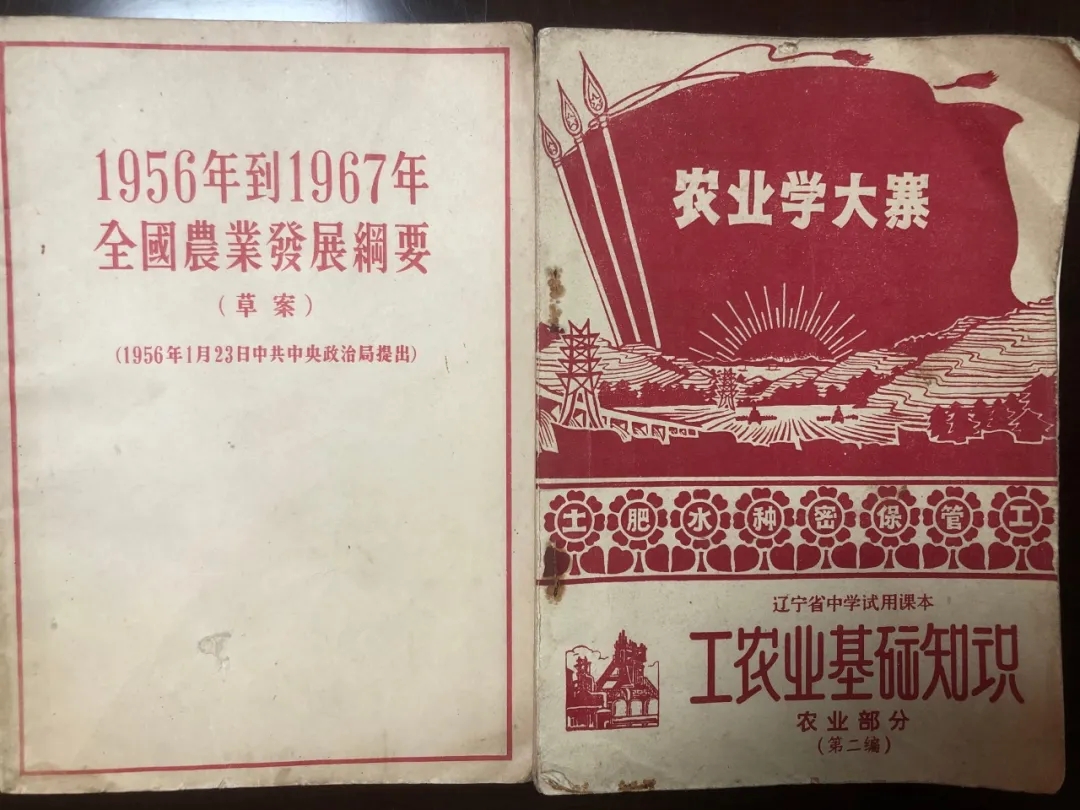 1956年到1967年
全國農業發展綱要
（草案）
（1956年1月23日中共中央政治局提出）
农业学大寨
土肥水种密保管工
辽宁省中学试用课本
工农业基础知识
农业部分
（第二编）